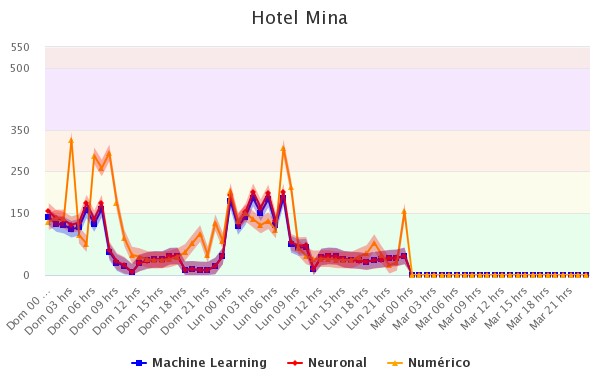 Hotel Mina
550
500
350
250
150
0
Dom 00 ...
Dom 03 hrs
Dom 06 hrs
Dom 09 hrs
Dom 12 hrs
Dom 15 hrs
Dom 18 hrs
Dom 21 hrs
Lun 00 hrs
Lun 03 hrs
Lun 06 hrs
Lun 09 hrs
Lun 12 hrs
Lun 15 hrs
Lun 18 hrs
Lun 21 hrs
Mar 00 hrs
Mar 03 hrs
Mar 06 hrs
Mar 09 hrs
Mar 12 hrs
Mar 15 hrs
Mar 18 hrs
Mar 21 hrs
Machine Learning Neuronal Numérico